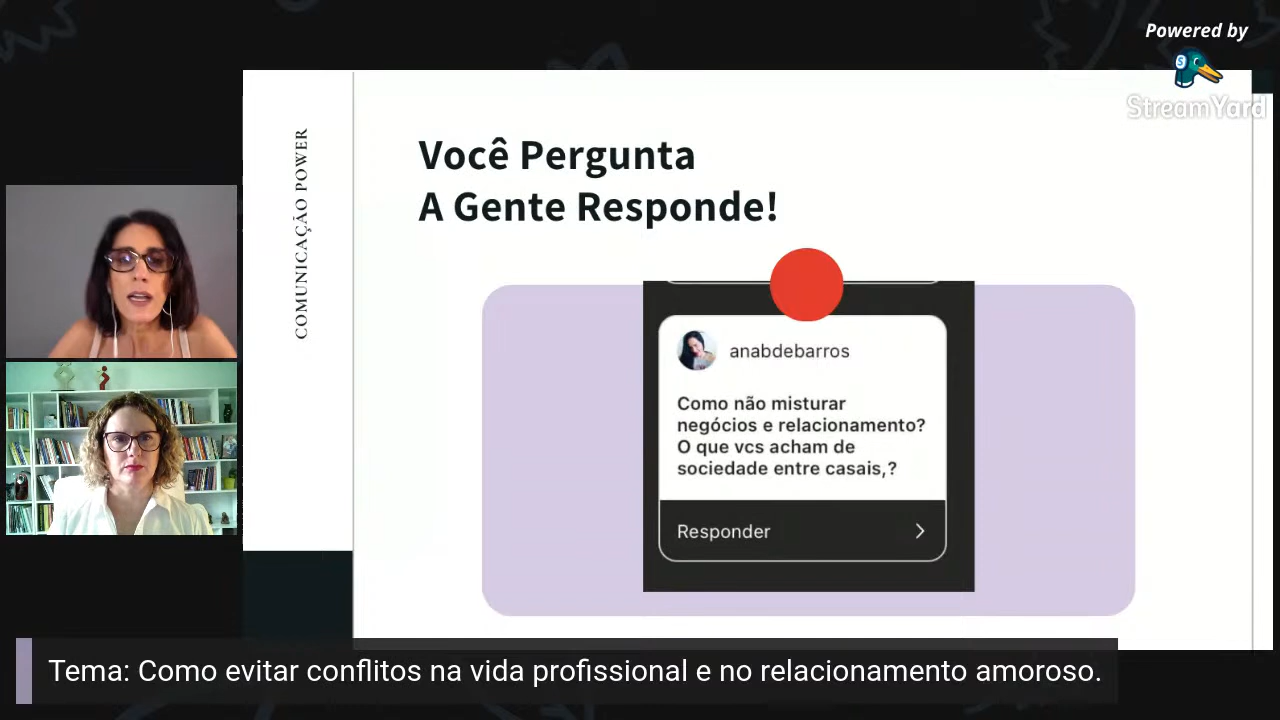 Powered by
StreamYard
COMUNICAÇÃO POWER
Você Pergunta
A Gente Responde!
anabdebarros
Como não misturar
negócios e relacionamento?
O que vcs acham de
sociedade entre casais,?
Responder
Tema: Como evitar conflitos na vida profissional e no relacionamento amoroso.